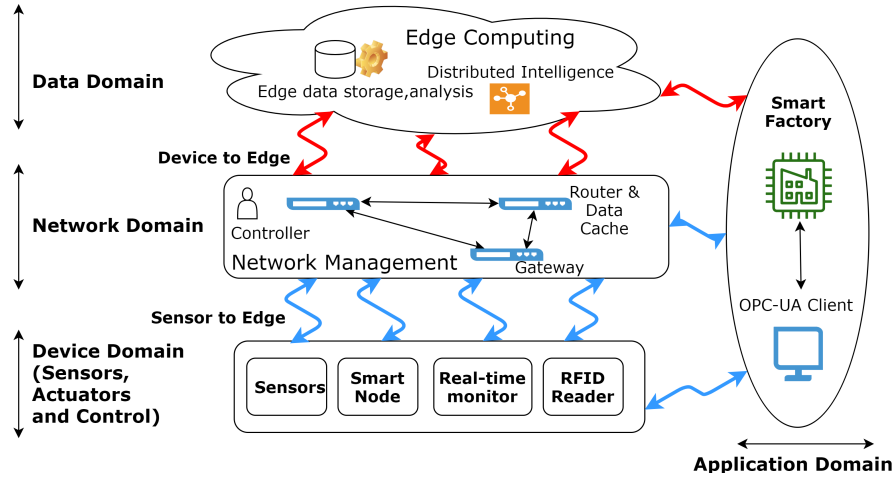 Edge Computing
Distributed Intelligence
Edge data storage,analysis
Data Domain
Device to Edge
Smart
Factory
Network Domain
Router &
Data
Cache
Controller
Gateway
Network Management
OPC-UA Client
Sensor to Edge
Device Domain
(Sensors,
Actuators
and Control)
Sensors
Smart
Node
Real-time
monitor
RFID
Reader
Application Domain